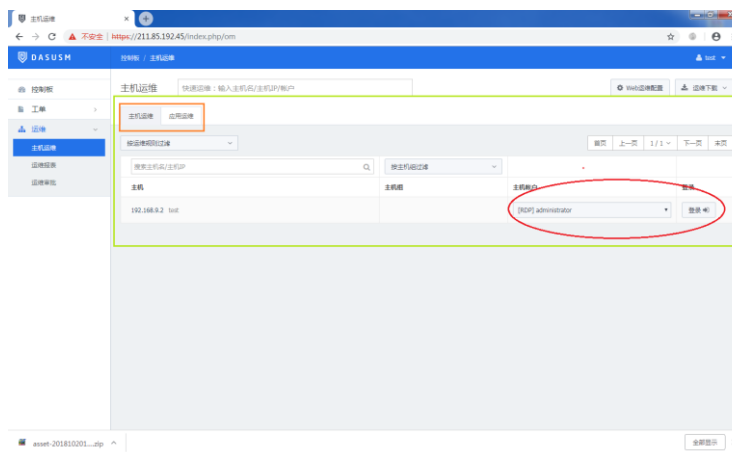 主机运维
不安全 | https://211.85.192.45/index.php/om
DASUSM
控制板 / 主机运维
test
控制板
工单
运维
主机运维
运维报表
运维审批
主机运维
快速运维：输入主机名/主机IP/账户
Web运维配置
运维下载
主机运维
应用运维
按运维规则过滤
首页
上一页
1 / 1
下一页
末页
搜索主机名/主机IP
按主机组过滤
主机
主机组
主机账户
登录
192.168.9.2 test
[RDP] administrator
登录
asset-201810201....zip
全部显示